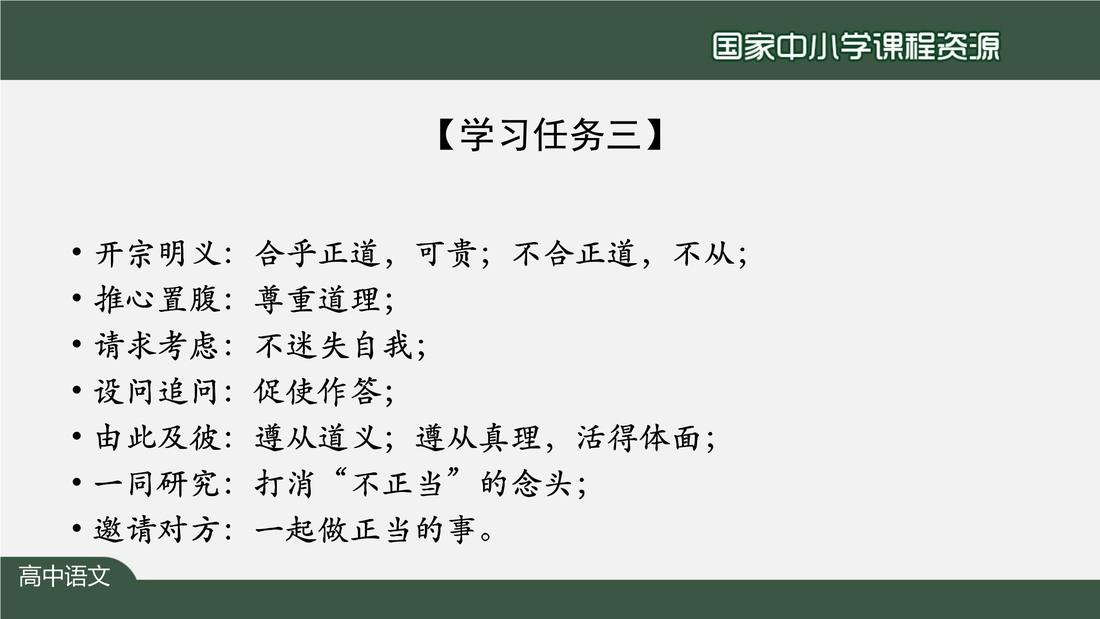 国家中小学课程资源
【学习任务三】
• 开宗明义：合乎正道，可贵；不合正道，不从；
• 推心置腹：尊重道理；
• 请求考虑：不迷失自我；
• 设问追问：促使作答；
• 由此及彼：遵从道义；遵从真理，活得体面；
• 一同研究：打消“不正当”的念头；
• 邀请对方：一起做正当的事。
高中语文